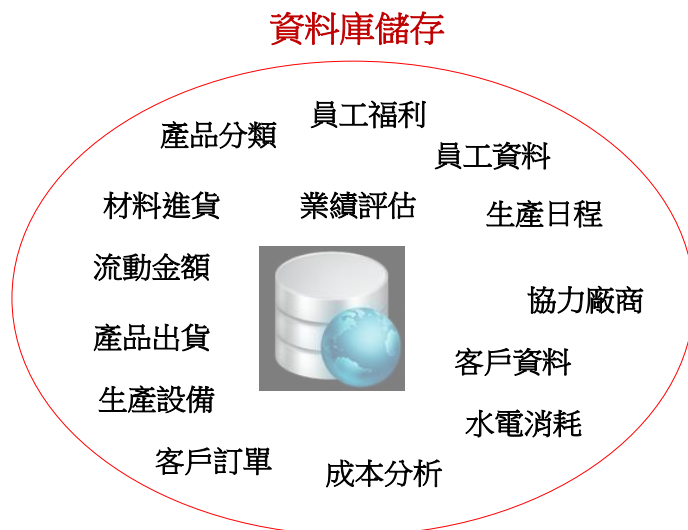 資料庫儲存
員工福利
產品分類
員工資料
材料進貨
業績評估
生產日程
流動金額
協力廠商
產品出貨
客戶資料
生產設備
水電消耗
客戶訂單
成本分析